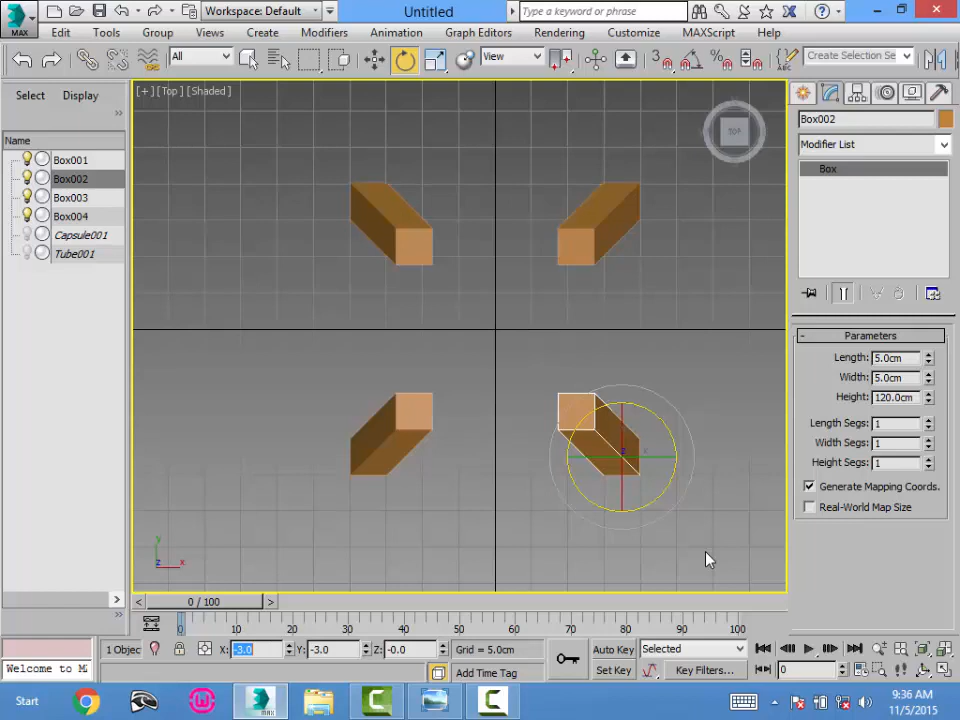 Workspace: Default
Untitled
Type a keyword or phrase
MAX
Edit Tools Group Views Create Modifiers Animation Graph Editors Rendering Customize MAXScript Help
All
View
3
Create Selection Se
Select Display
[+] [Top] [Shaded]
TOP
Name
Box001
Box002
Box003
Box004
Capsule001
Tube001
y
z
x
Box002
Modifier List
Box
- Parameters
Length: 5.0cm
Width: 5.0cm
Height: 120.0cm
Length Segs: 1
Width Segs: 1
Height Segs: 1
Generate Mapping Coords.
Real-World Map Size
< 0 / 100 >
0 10 20 30 40 50 60 70 80 90 100
1 Objec X: -3.0 Y: -3.0 Z: -0.0 Grid = 5.0cm
Auto Key Selected
Welcome to M
Add Time Tag
Set Key Key Filters... 0
Start
MAX
9:36 AM
11/5/2015